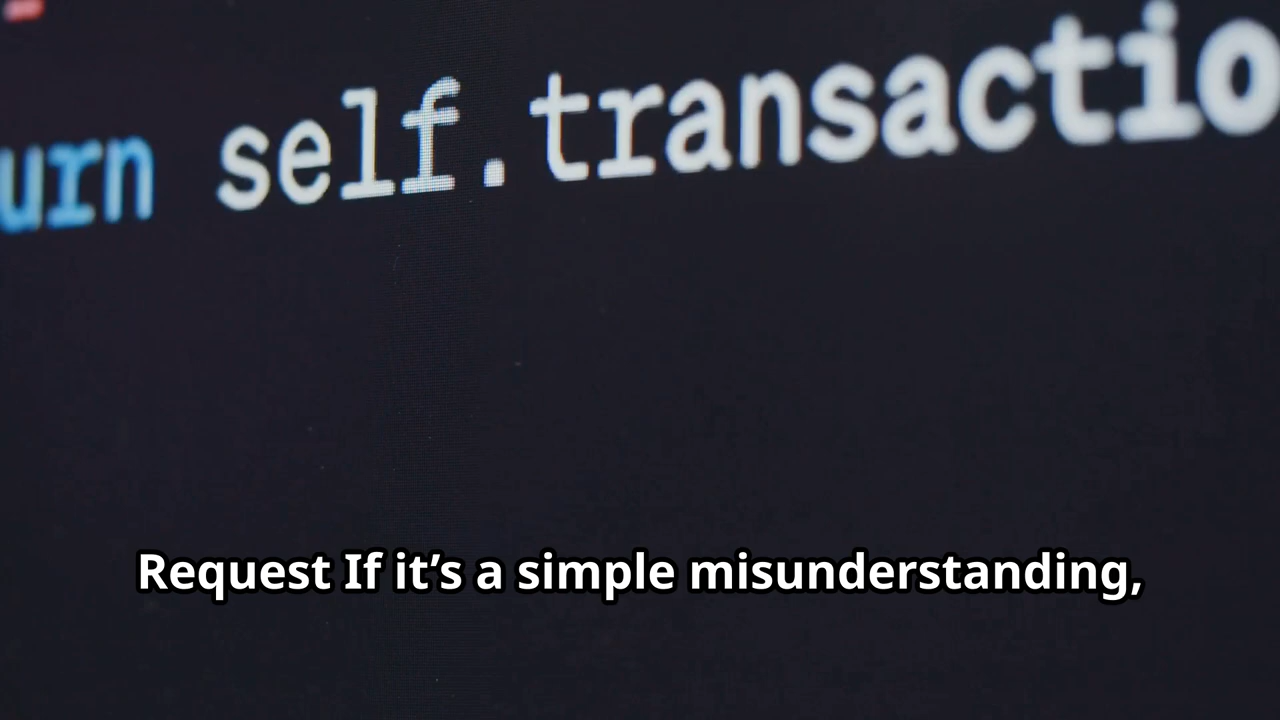 urn self.transactio
Request If it’s a simple misunderstanding,